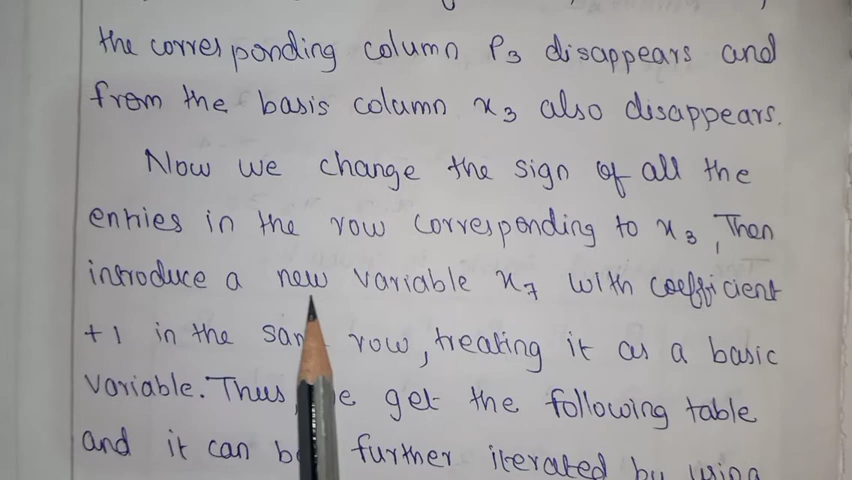 the corresponding column P3 disappears and
from the basis column x3 also disappears.
Now we change the sign of all the
entries in the row corresponding to x3, Then
introduce a new variable x7 with coefficient
+1 in the row, treating it as a basic
variable. Thus, get the following table
and it can further iterated by using